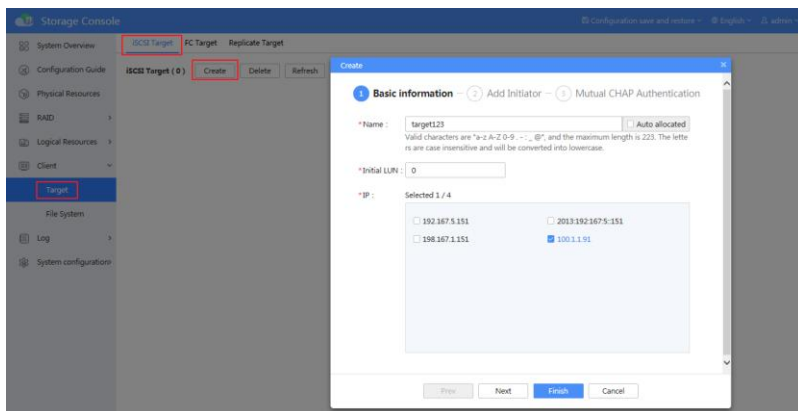 Storage Console
Configuration save and restore
English
admin
System Overview
Configuration Guide
Physical Resources
RAID
Logical Resources
Client
Target
File System
Log
System configuration
iSCSI Target FC Target Replicate Target
iSCSI Target ( 0 ) Create Delete Refresh
Create
1 Basic information 2 Add Initiator 3 Mutual CHAP Authentication
*Name : target123 Auto allocated
Valid characters are "a-z A-Z 0-9 . - : _ @", and the maximum length is 223. The lette
rs are case insensitive and will be converted into lowercase.
*Initial LUN : 0
*IP : Selected 1 / 4
192.167.5.151 2013:192:167:5::151
198.167.1.151 100.1.1.91
Prev Next Finish Cancel